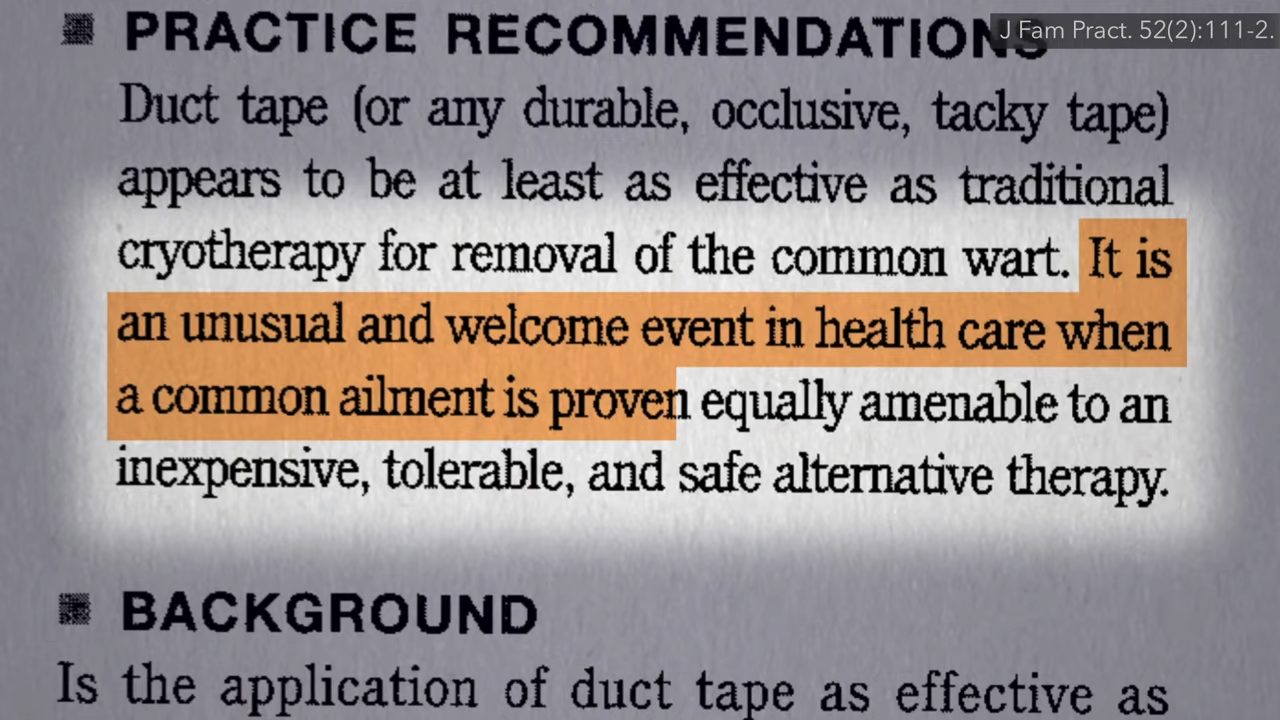 PRACTICE RECOMMENDATIONS
J Fam Pract. 52(2):111-2.
Duct tape (or any durable, occlusive, tacky tape)
appears to be at least as effective as traditional
cryotherapy for removal of the common wart. It is
an unusual and welcome event in health care when
a common ailment is proven equally amenable to an
inexpensive, tolerable, and safe alternative therapy.
BACKGROUND
Is the application of duct tape as effective as